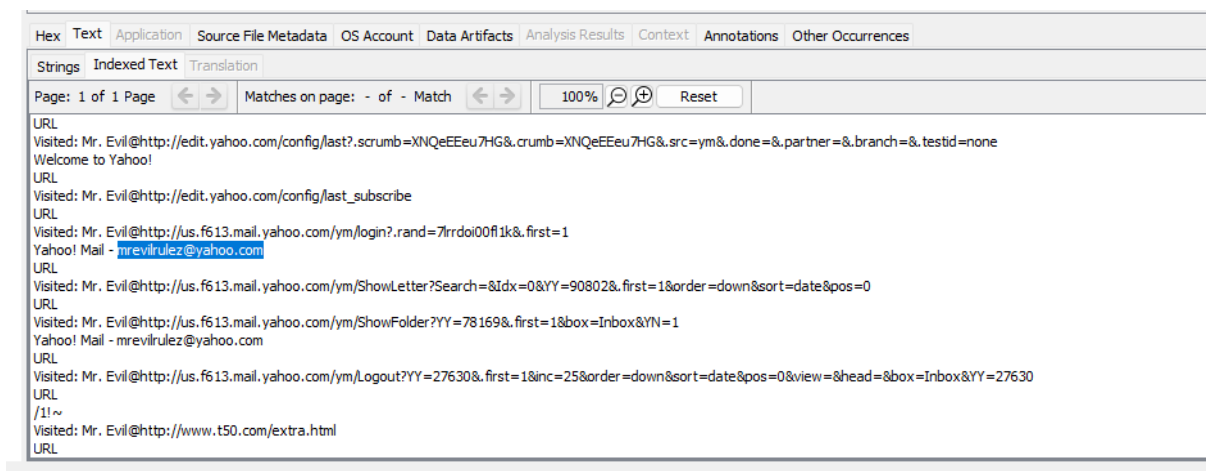 Hex Text Application Source File Metadata OS Account Data Artifacts Analysis Results Context Annotations Other Occurrences
Strings Indexed Text Translation
Page: 1 of 1 Page Matches on page: - of - Match 100% Reset
URL
Visited: Mr. Evil@http://edit.yahoo.com/config/last?.scrumb=XNQeEEeu7HG&.crumb=XNQeEEeu7HG&.src=ym&.done=&.partner=&.branch=&.testid=none
Welcome to Yahoo!
URL
Visited: Mr. Evil@http://edit.yahoo.com/config/last_subscribe
URL
Visited: Mr. Evil@http://us.f613.mail.yahoo.com/ym/login?.rand=7lrrdoi00fl1k&.first=1
Yahoo! Mail - mrevilrulez@yahoo.com
URL
Visited: Mr. Evil@http://us.f613.mail.yahoo.com/ym/ShowLetter?Search=&Idx=0&YY=90802&.first=1&order=down&sort=date&pos=0
URL
Visited: Mr. Evil@http://us.f613.mail.yahoo.com/ym/ShowFolder?YY=78169&.first=1&box=Inbox&YN=1
Yahoo! Mail - mrevilrulez@yahoo.com
URL
Visited: Mr. Evil@http://us.f613.mail.yahoo.com/ym/Logout?YY=27630&.first=1&inc=25&order=down&sort=date&pos=0&view=&head=&box=Inbox&YY=27630
URL
/1!~
Visited: Mr. Evil@http://www.t50.com/extra.html
URL